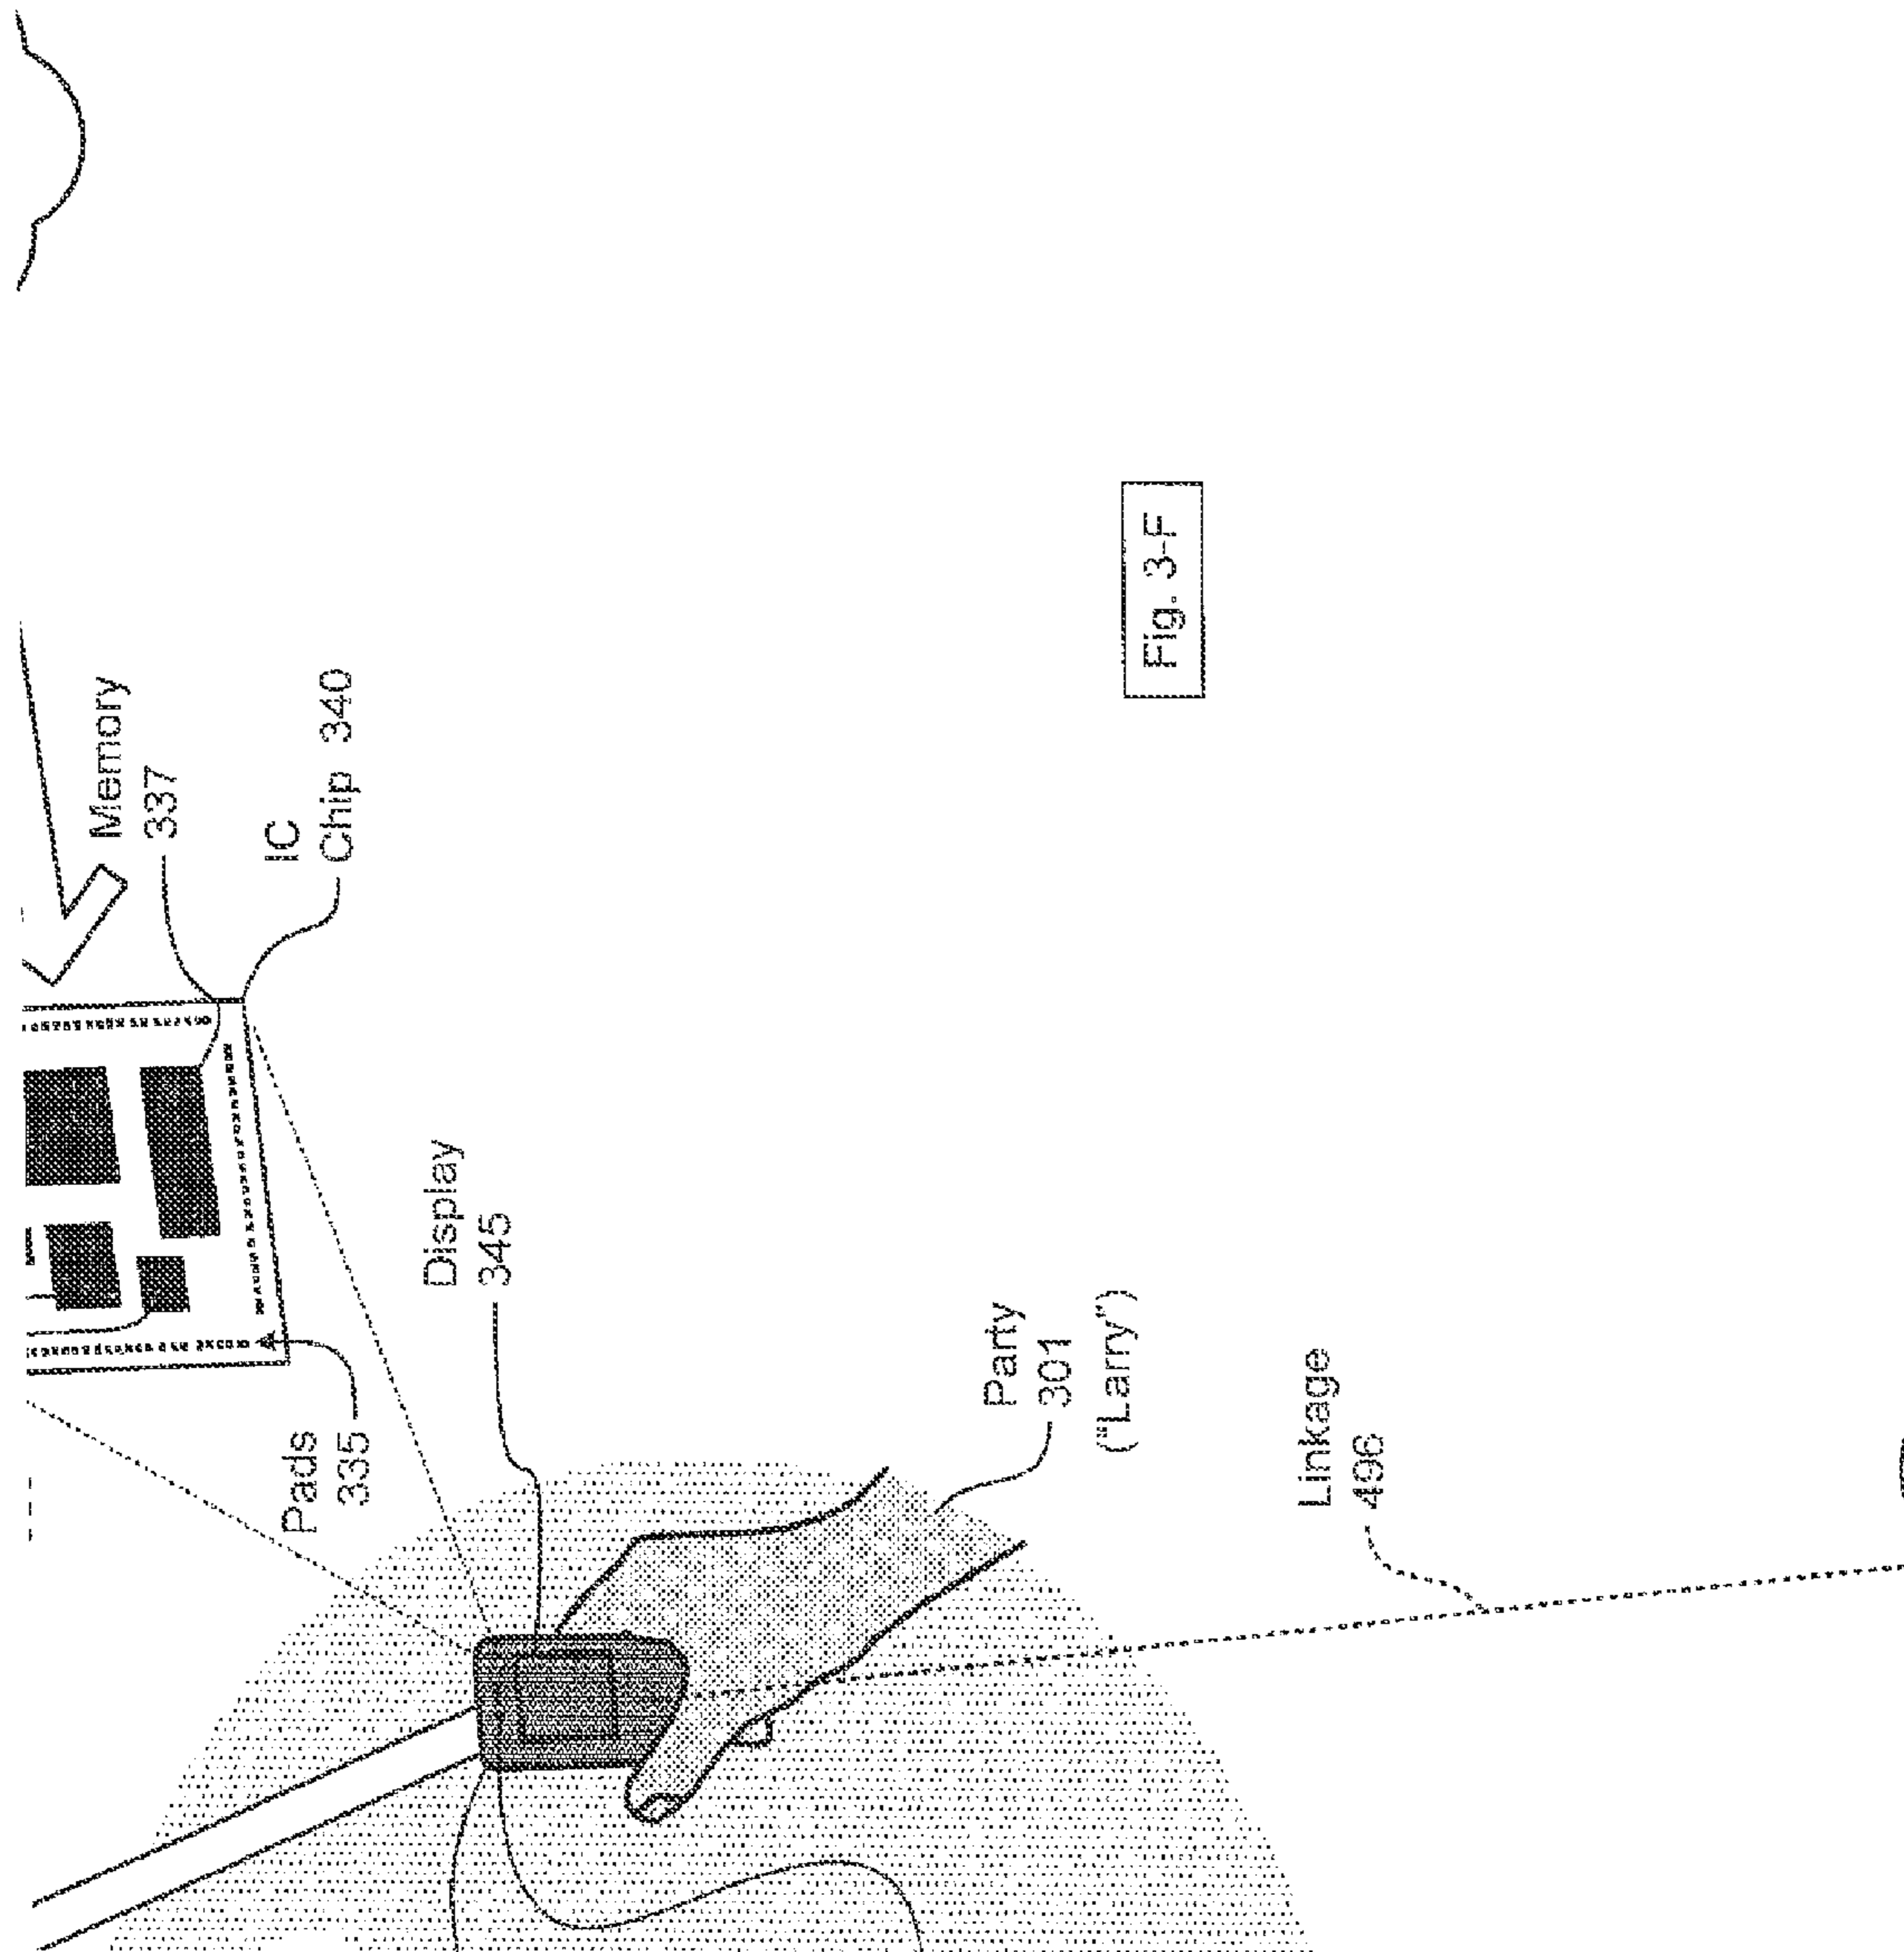 Memory
337
IC
Chip 340
Pads
335
Display
345
Party
301
("Larry")
Linkage
496
Fig. 3-F